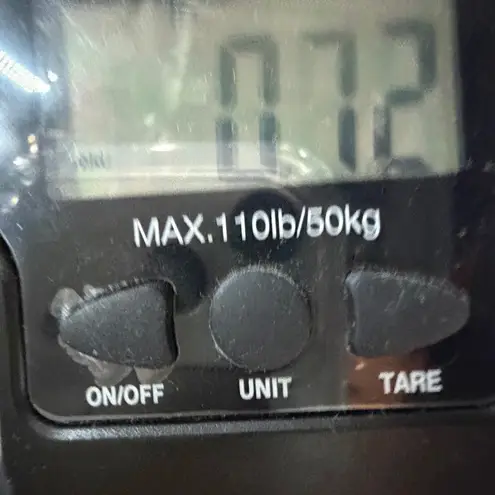 072
MAX.110lb/50kg
ON/OFF UNIT TARE